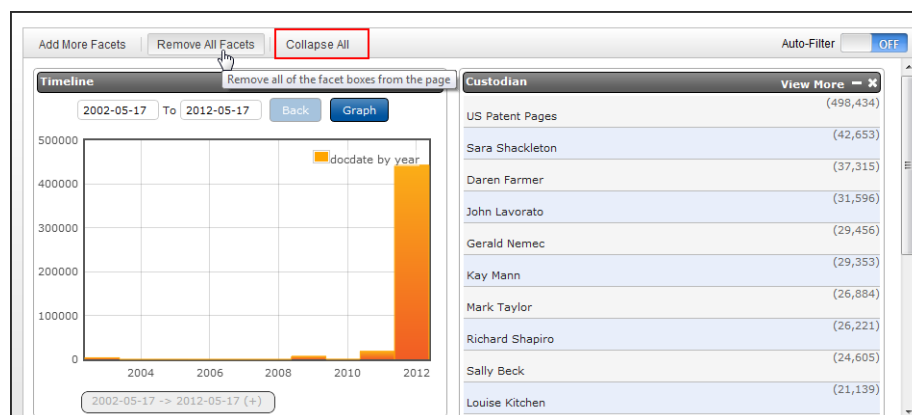 Add More Facets Remove All Facets Collapse All Auto-Filter OFF
Remove all of the facet boxes from the page
Timeline
2002-05-17 To 2012-05-17 Back Graph
docdate by year
500000
400000
300000
200000
100000
0
2004 2006 2008 2010 2012
2002-05-17 -> 2012-05-17 (+)
Custodian View More
US Patent Pages (498,434)
Sara Shackleton (42,653)
Daren Farmer (37,315)
John Lavorato (31,596)
Gerald Nemec (29,456)
Kay Mann (29,353)
Mark Taylor (26,884)
Richard Shapiro (26,221)
Sally Beck (24,605)
Louise Kitchen (21,139)